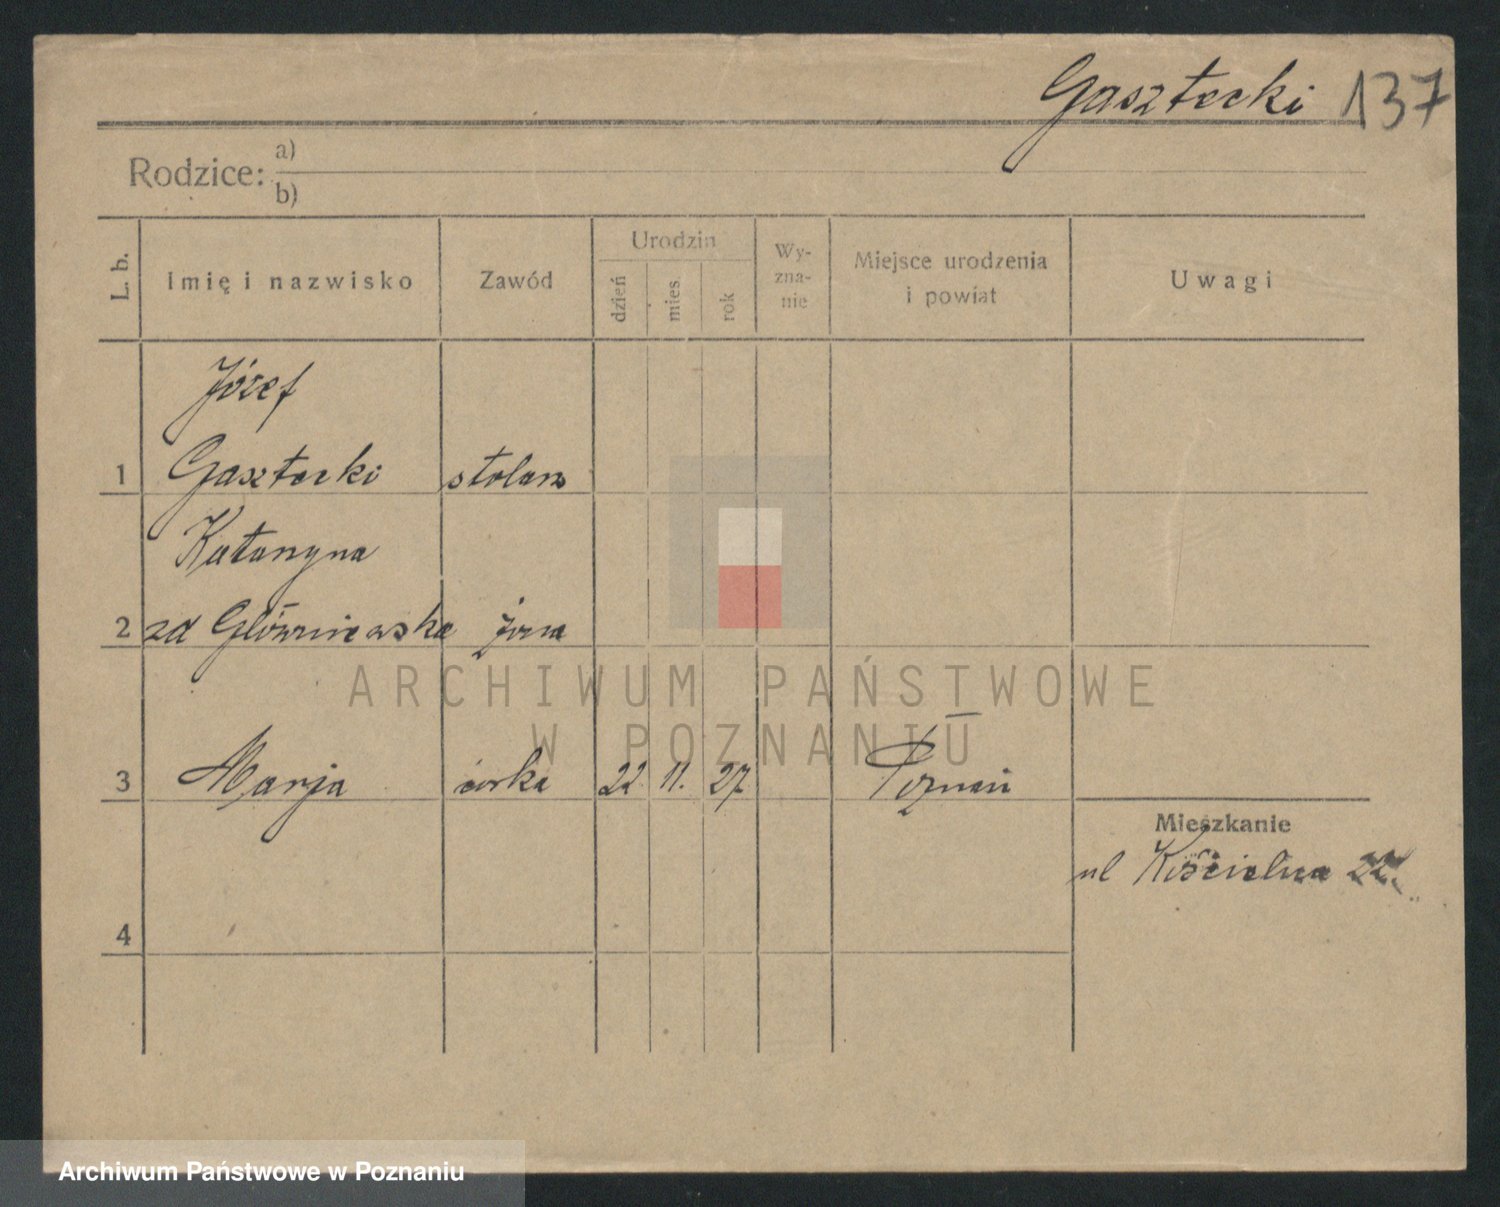 Gasztecki 137
Rodzice: a)
b)
L. b.
Imię i nazwisko
Zawód
Urodzin
dzień
mies.
rok
Wy-
zna-
nie
Miejsce urodzenia
i powiat
Uwagi
Józef
1 Gasztecki stolarz
Katarzyna
2 zd Główniewska żona
3 Marja córka 22 11. 27 Poznań
Mieszkanie
ul Kościelna 22.
4
ARCHIWUM PAŃSTWOWE
W POZNANIU
Archiwum Państwowe w Poznaniu